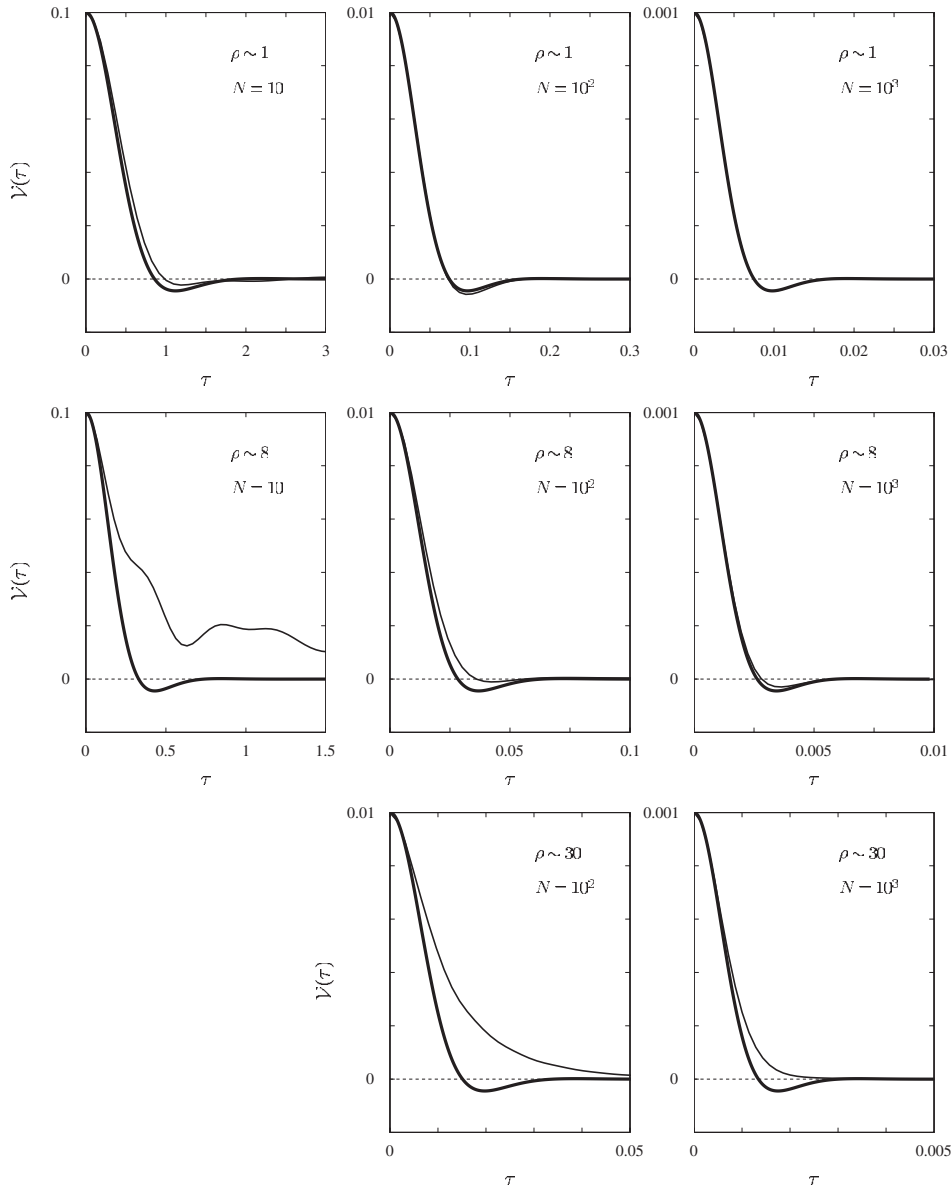 0.1
0.01
0.001
ρ ~ 1
N = 10
ρ ~ 1
N = 10²
ρ ~ 1
N = 10³
𝒱(τ)
0
0
0
0 1 2 3
0 0.1 0.2 0.3
0 0.01 0.02 0.03
τ
τ
τ
0.1
0.01
0.001
ρ ~ 8
N = 10
ρ ~ 8
N = 10²
ρ ~ 8
N = 10³
𝒱(τ)
0
0
0
0 0.5 1 1.5
0 0.05 0.1
0 0.005 0.01
τ
τ
τ
0.01
0.001
ρ ~ 30
N = 10²
ρ ~ 30
N = 10³
𝒱(τ)
0
0
0 0.05
0 0.005
τ
τ